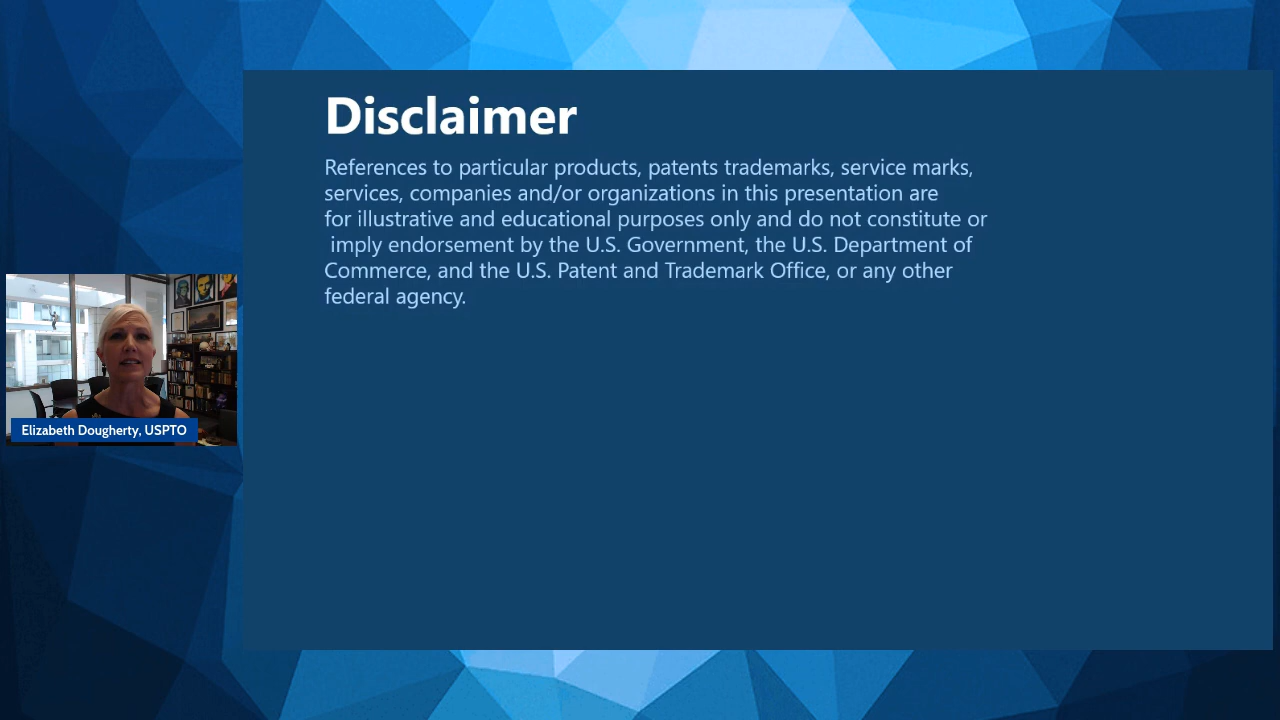 Disclaimer
References to particular products, patents trademarks, service marks,
services, companies and/or organizations in this presentation are
for illustrative and educational purposes only and do not constitute or
imply endorsement by the U.S. Government, the U.S. Department of
Commerce, and the U.S. Patent and Trademark Office, or any other
federal agency.
Elizabeth Dougherty, USPTO